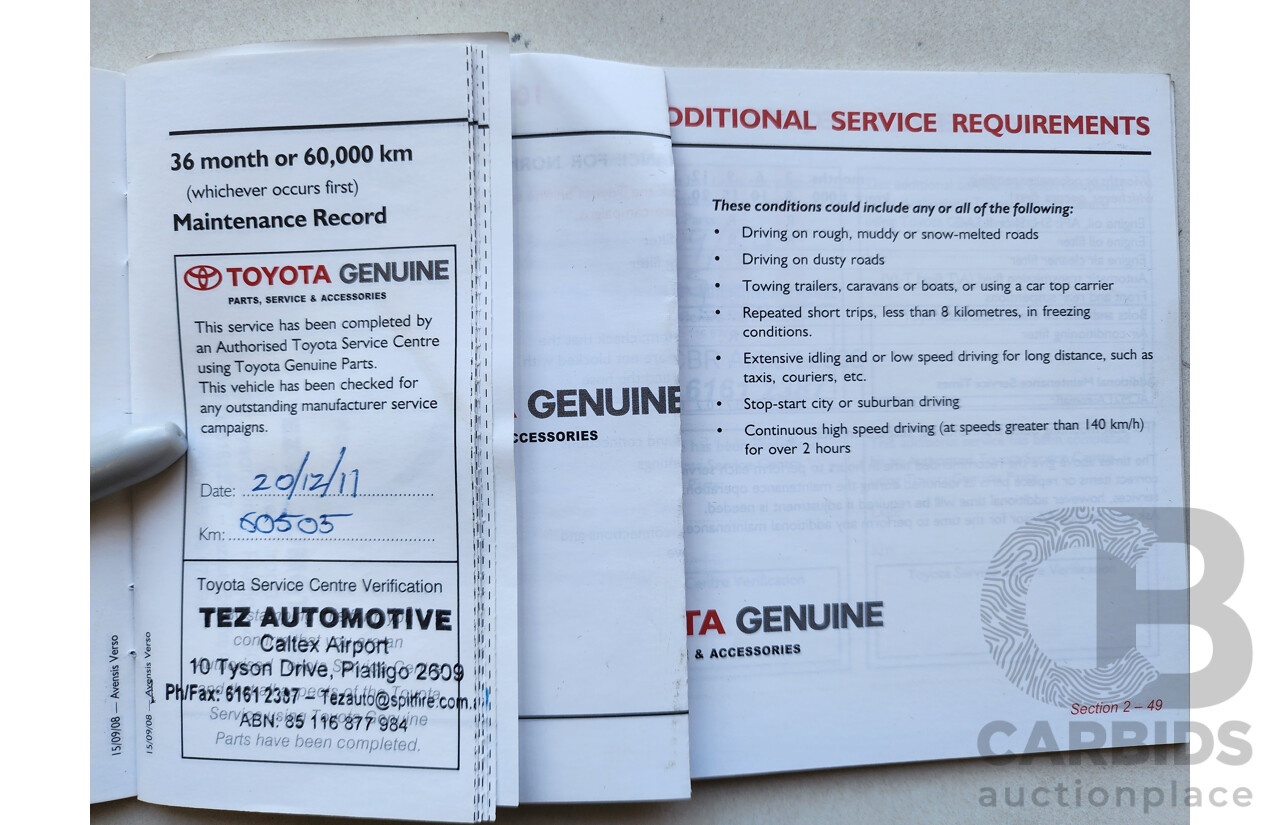 36 month or 60,000 km
(whichever occurs first)
Maintenance Record
TOYOTA GENUINE
PARTS, SERVICE & ACCESSORIES
This service has been completed by
an Authorised Toyota Service Centre
using Toyota Genuine Parts.
This vehicle has been checked for
any outstanding manufacturer service
campaigns.
Date: 20/12/11
Km: 60505
Toyota Service Centre Verification
TEZ AUTOMOTIVE
Caltex Airport
10 Tyson Drive, Pialligo 2609
Ph/Fax: 6161 2387 – Tezauto@spitfire.com.a
ABN: 85 116 877 984
Service using Toyota Genuine
Parts have been completed.
15/09/08 — Avensis Verso
15/09/08 — Avensis Verso
GENUINE
CCESSORIES
DDITIONAL SERVICE REQUIREMENTS
These conditions could include any or all of the following:
• Driving on rough, muddy or snow-melted roads
• Driving on dusty roads
• Towing trailers, caravans or boats, or using a car top carrier
• Repeated short trips, less than 8 kilometres, in freezing
conditions.
• Extensive idling and or low speed driving for long distance, such as
taxis, couriers, etc.
• Stop-start city or suburban driving
• Continuous high speed driving (at speeds greater than 140 km/h)
for over 2 hours
TA GENUINE
& ACCESSORIES
Section 2 – 49
CB
CARBIDS
auctionplace